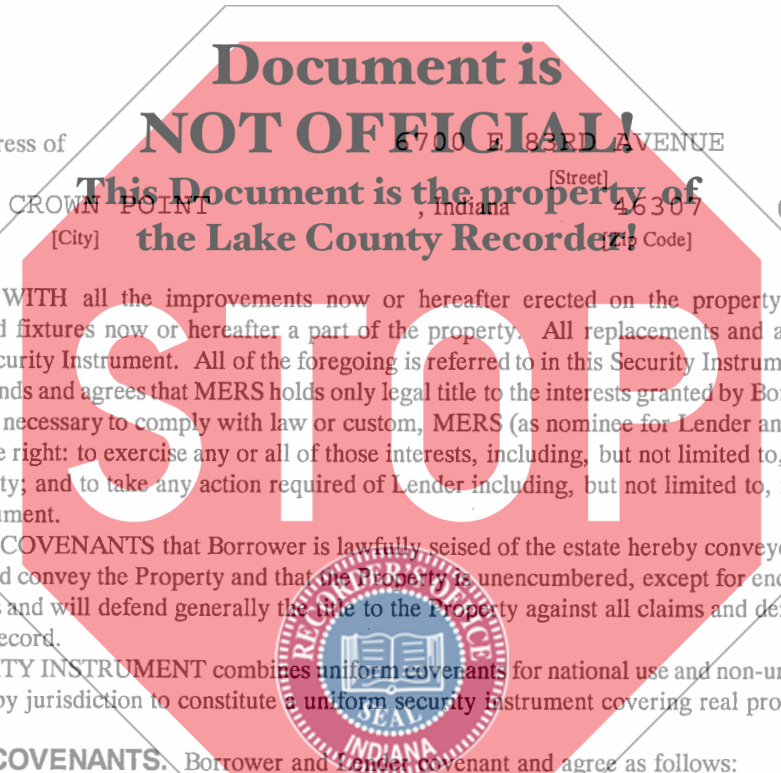 Document is
NOT OFFICIAL!
ress of 6700 E 83RD AVENUE
[Street]
This Document is the property of
CROWN POINT , Indiana 46307
[City] [Zip Code]
the Lake County Recorder!
WITH all the improvements now or hereafter erected on the property
d fixtures now or hereafter a part of the property. All replacements and a
curity Instrument. All of the foregoing is referred to in this Security Instrum
nds and agrees that MERS holds only legal title to the interests granted by Bo
necessary to comply with law or custom, MERS (as nominee for Lender an
e right: to exercise any or all of those interests, including, but not limited to,
ty; and to take any action required of Lender including, but not limited to,
ument.
STOP
COVENANTS that Borrower is lawfully seised of the estate hereby conveye
d convey the Property and that the Property is unencumbered, except for enc
s and will defend generally the title to the Property against all claims and de
ecord.
ITY INSTRUMENT combines uniform covenants for national use and non-un
by jurisdiction to constitute a uniform security instrument covering real pro
RECORDER'S OFFICE
SEAL
INDIANA
COVENANTS. Borrower and Lender covenant and agree as follows: